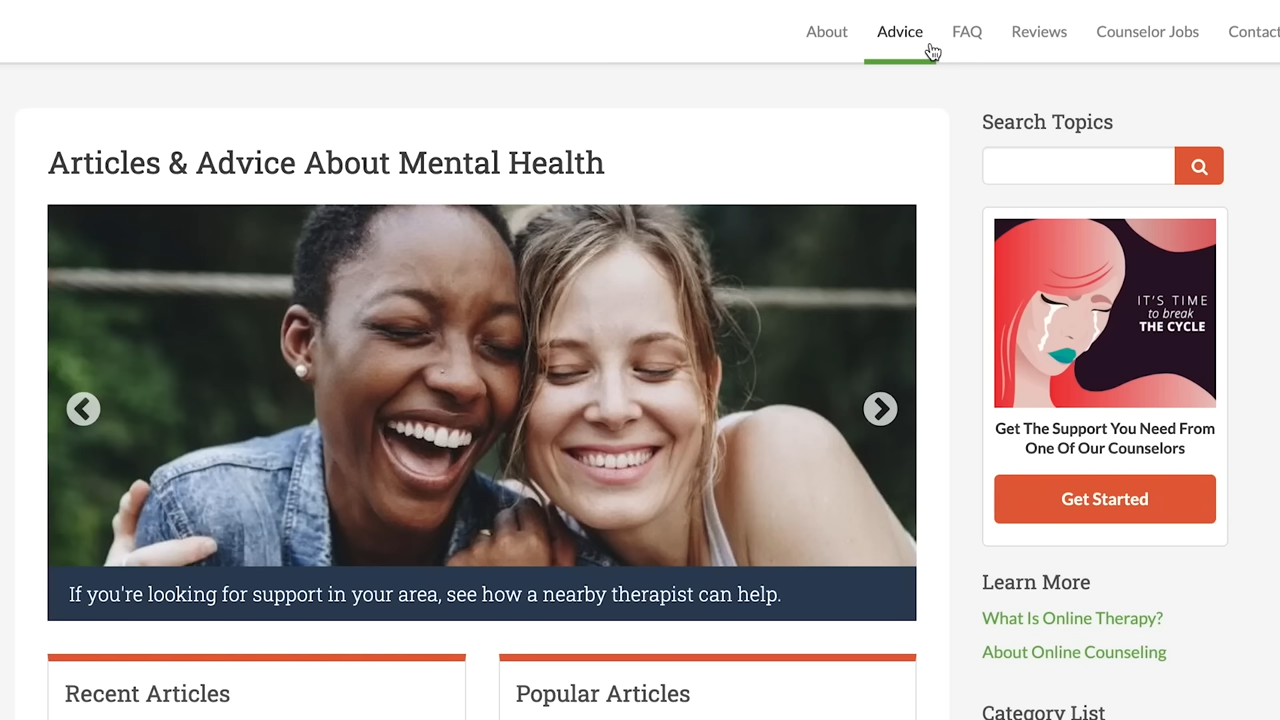 About Advice FAQ Reviews Counselor Jobs Contact
Articles & Advice About Mental Health
If you're looking for support in your area, see how a nearby therapist can help.
Recent Articles
Popular Articles
Search Topics
IT'S TIME
to break
THE CYCLE
Get The Support You Need From
One Of Our Counselors
Get Started
Learn More
What Is Online Therapy?
About Online Counseling
Category List